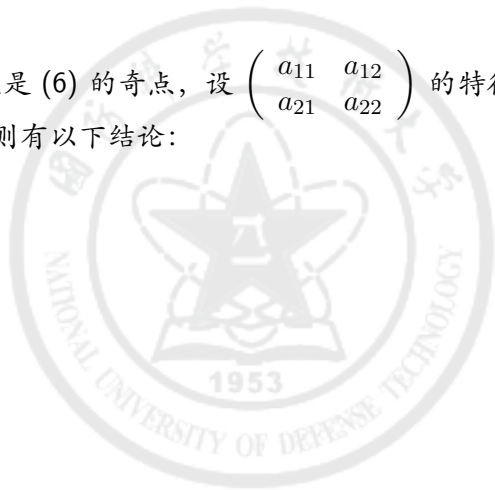 是 (6) 的奇点，设 $\begin{pmatrix} a_{11} & a_{12} \\ a_{21} & a_{22} \end{pmatrix}$ 的特
则有以下结论：
NATIONAL UNIVERSITY OF DEFENSE TECHNOLOGY
1953